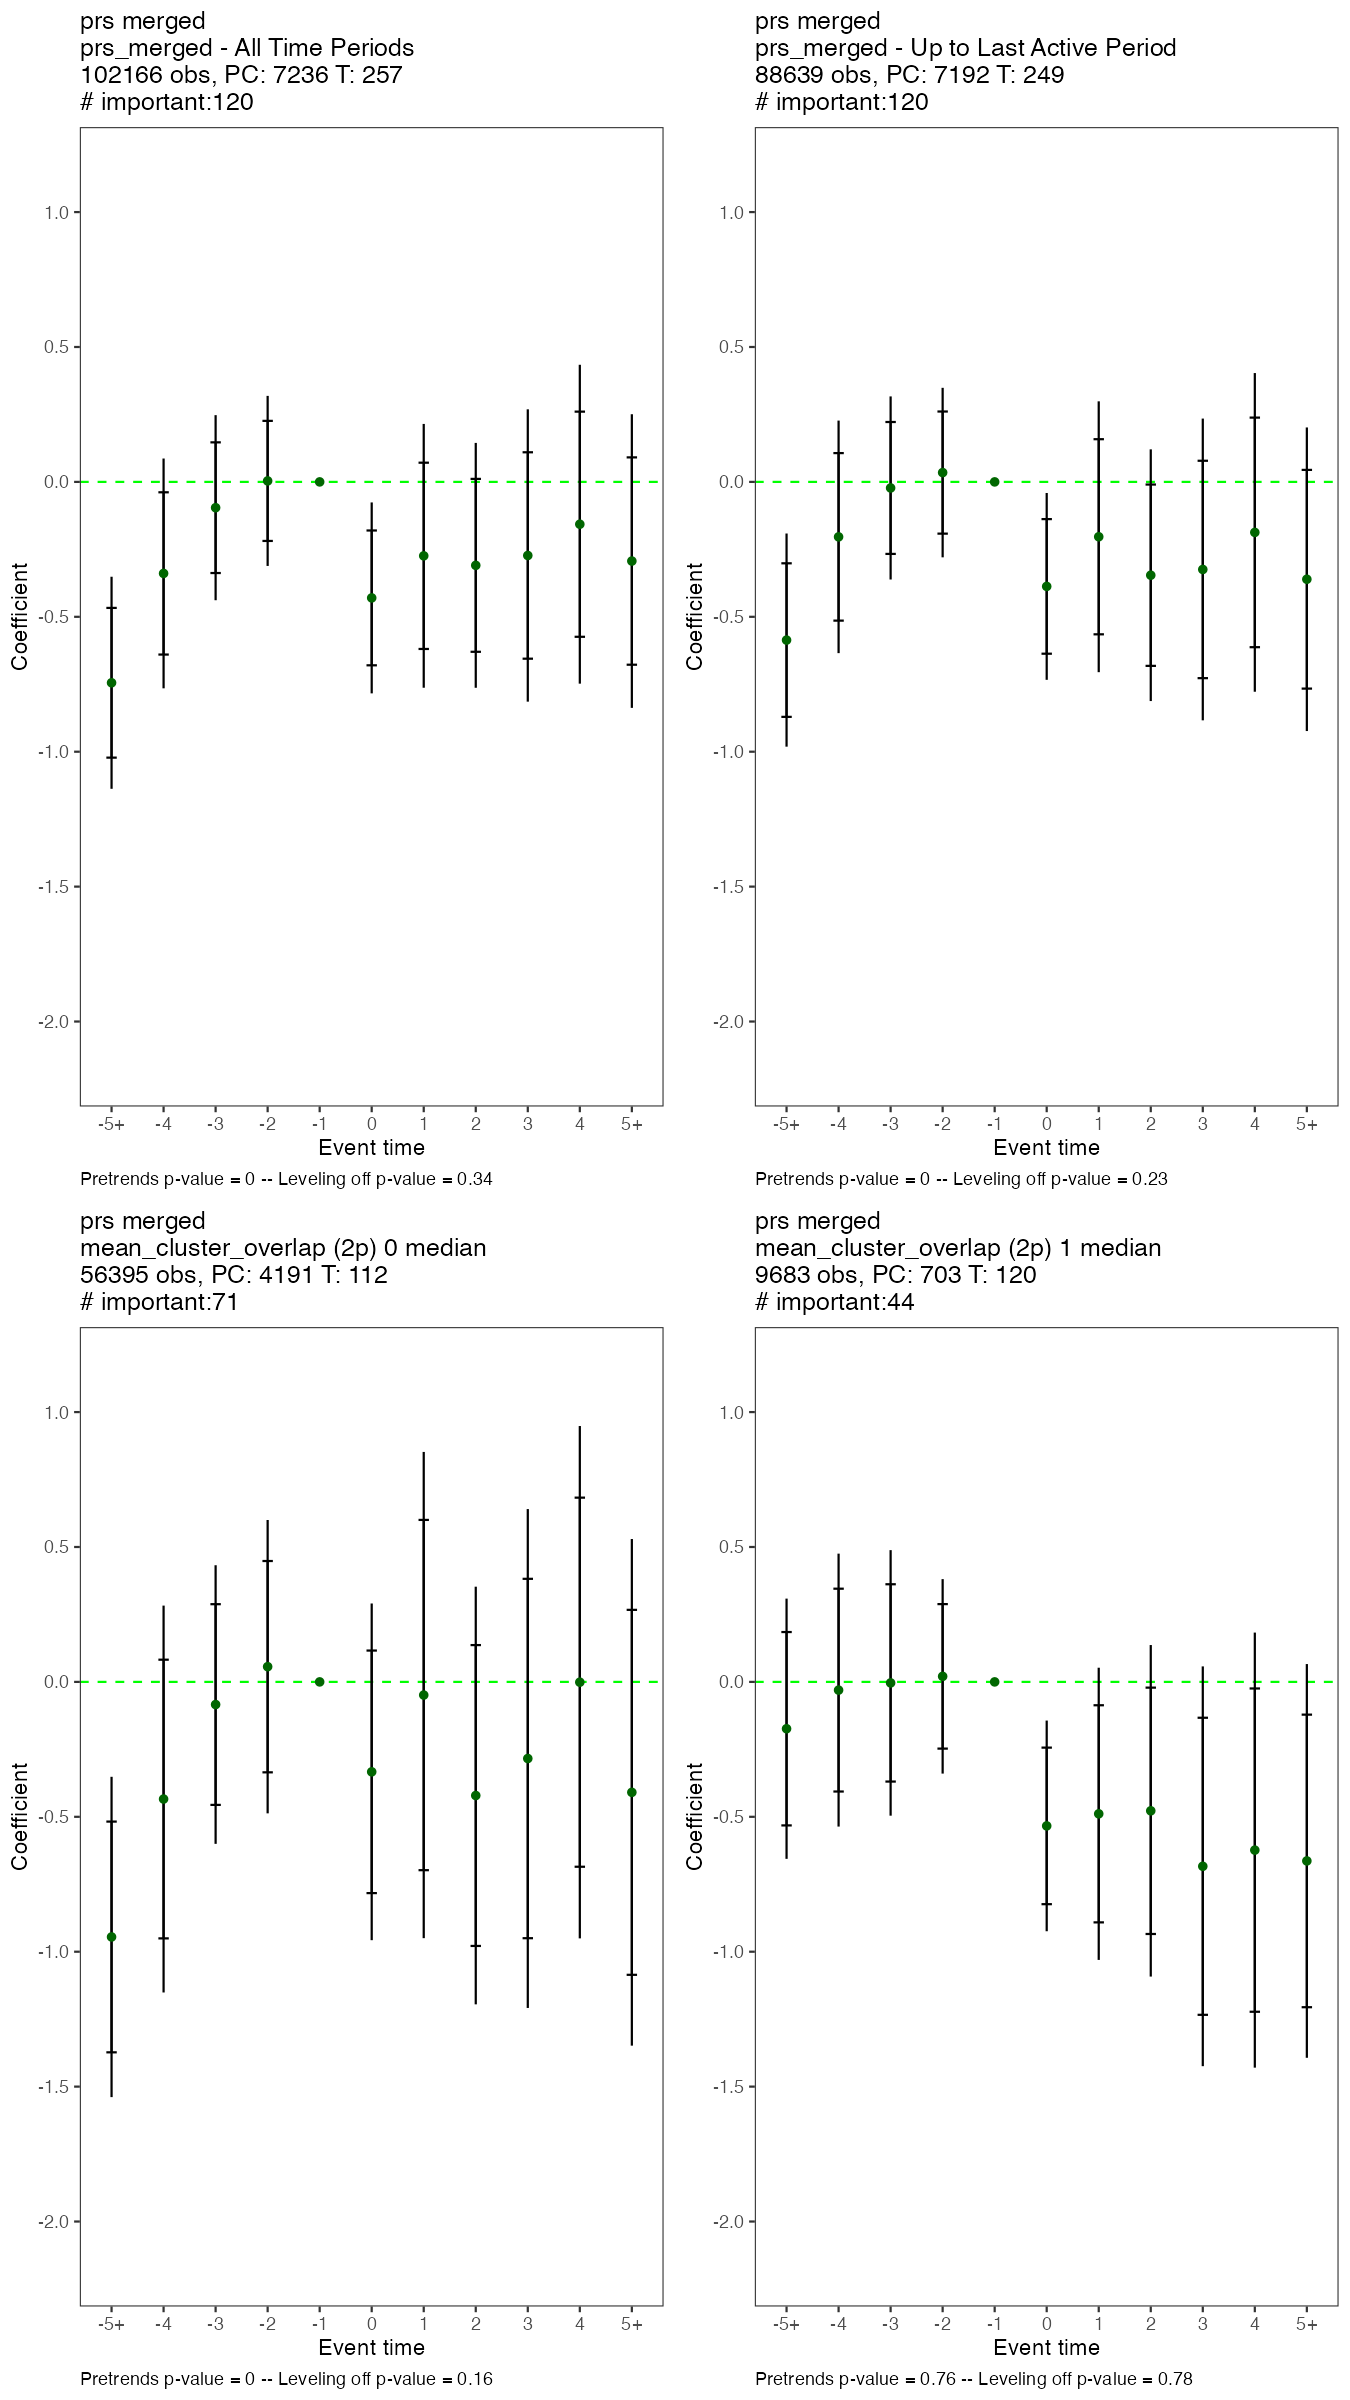 prs merged
prs_merged - All Time Periods
102166 obs, PC: 7236 T: 257
# important:120
1.0
0.5
0.0
-0.5
-1.0
-1.5
-2.0
Coefficient
-5+ -4 -3 -2 -1 0 1 2 3 4 5+
Event time
Pretrends p-value = 0 -- Leveling off p-value = 0.34
prs merged
prs_merged - Up to Last Active Period
88639 obs, PC: 7192 T: 249
# important:120
1.0
0.5
0.0
-0.5
-1.0
-1.5
-2.0
Coefficient
-5+ -4 -3 -2 -1 0 1 2 3 4 5+
Event time
Pretrends p-value = 0 -- Leveling off p-value = 0.23
prs merged
mean_cluster_overlap (2p) 0 median
56395 obs, PC: 4191 T: 112
# important:71
1.0
0.5
0.0
-0.5
-1.0
-1.5
-2.0
Coefficient
-5+ -4 -3 -2 -1 0 1 2 3 4 5+
Event time
Pretrends p-value = 0 -- Leveling off p-value = 0.16
prs merged
mean_cluster_overlap (2p) 1 median
9683 obs, PC: 703 T: 120
# important:44
1.0
0.5
0.0
-0.5
-1.0
-1.5
-2.0
Coefficient
-5+ -4 -3 -2 -1 0 1 2 3 4 5+
Event time
Pretrends p-value = 0.76 -- Leveling off p-value = 0.78